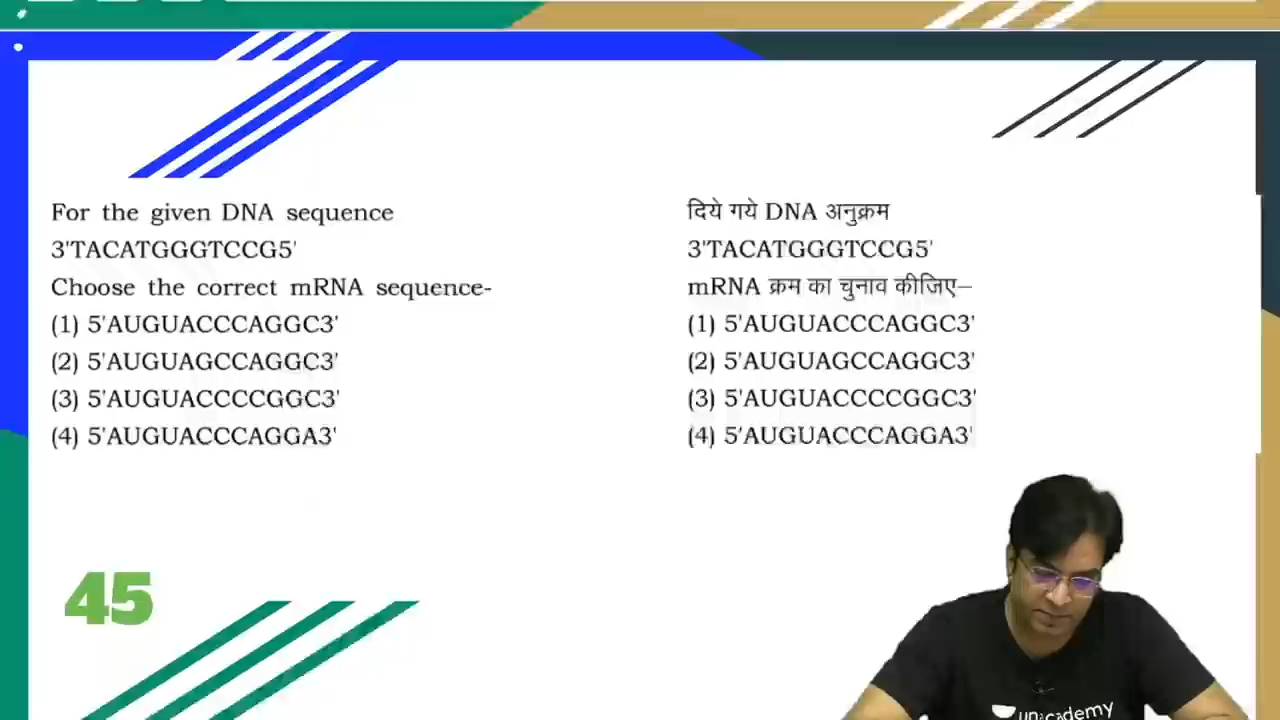 For the given DNA sequence
3'TACATGGGTCCG5'
Choose the correct mRNA sequence-
(1) 5'AUGUACCCAGGC3'
(2) 5'AUGUAGCCAGGC3'
(3) 5'AUGUACCCCGGC3'
(4) 5'AUGUACCCAGGA3'
दिये गये DNA अनुक्रम
3'TACATGGGTCCG5'
mRNA क्रम का चुनाव कीजिए–
(1) 5'AUGUACCCAGGC3'
(2) 5'AUGUAGCCAGGC3'
(3) 5'AUGUACCCCGGC3'
(4) 5'AUGUACCCAGGA3'
45
unacademy